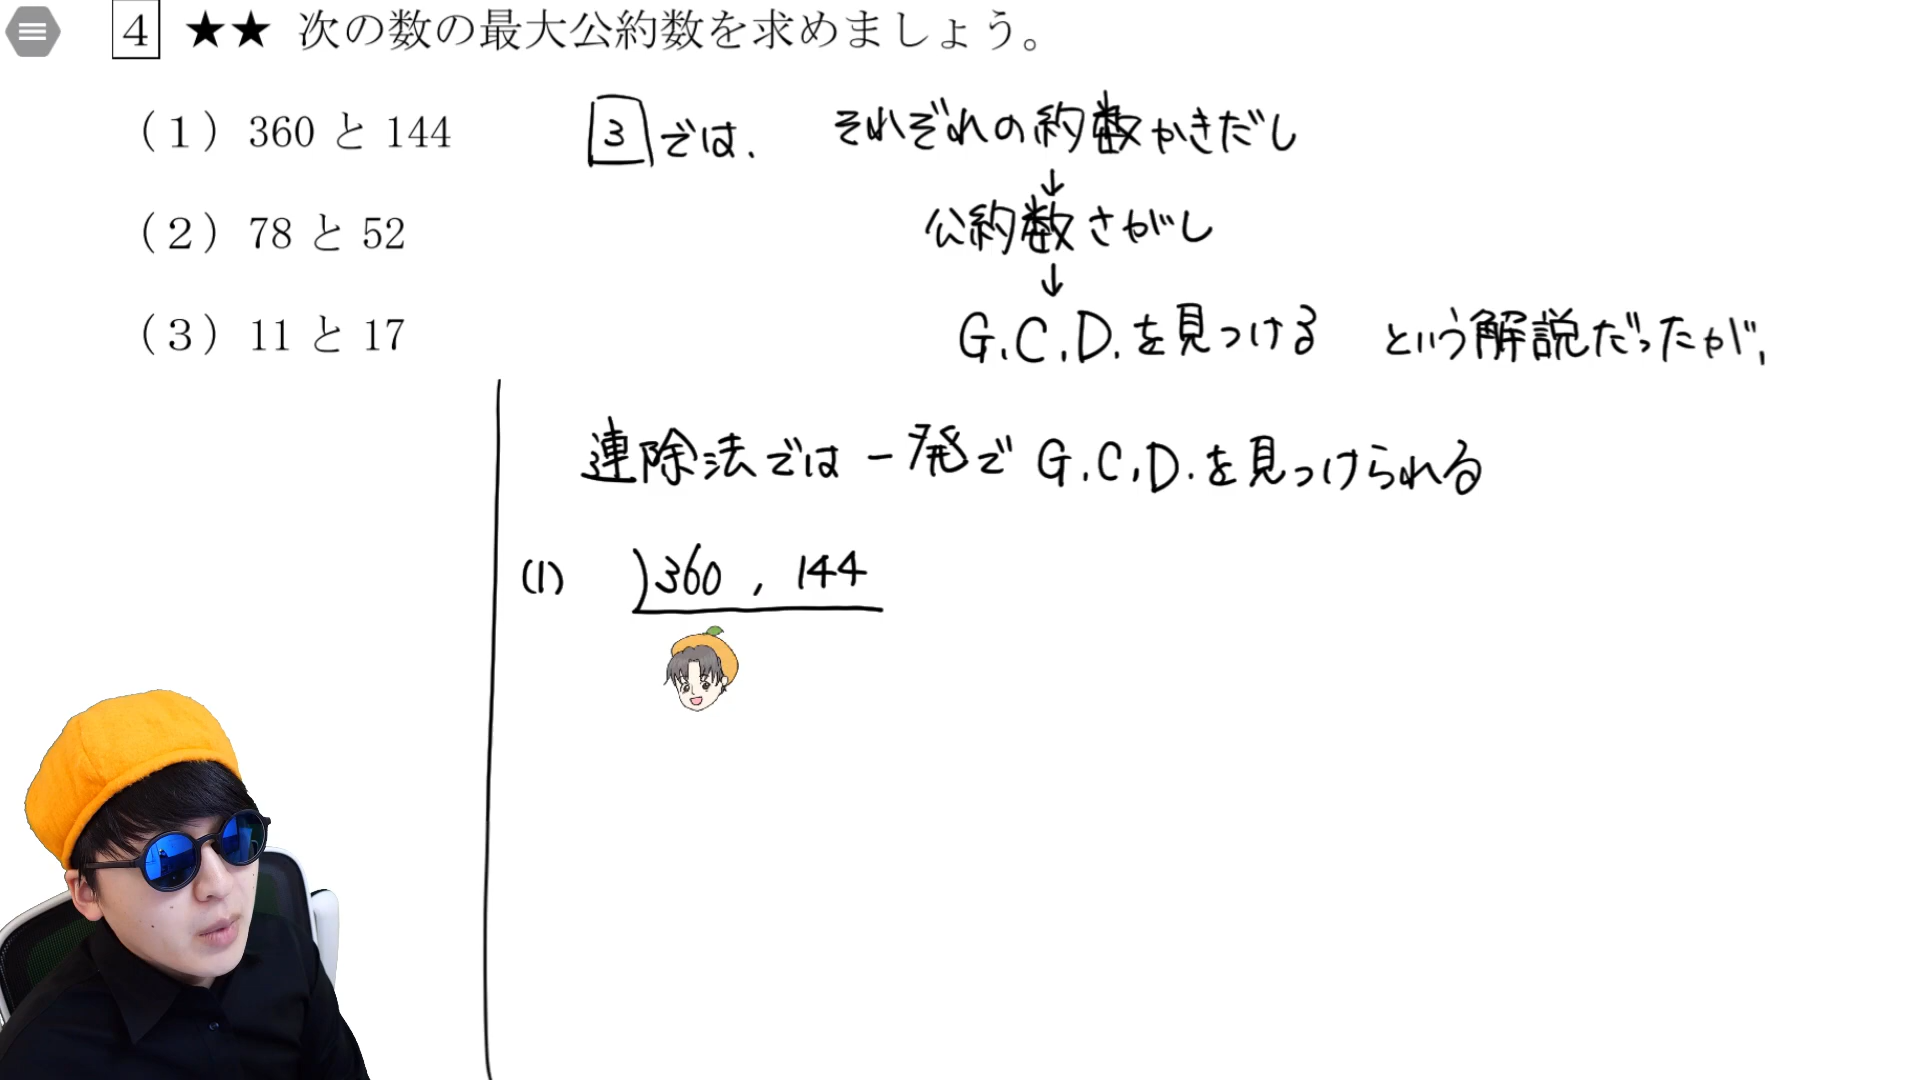 4 ★★ 次の数の最大公約数を求めましょう。
(1) 360 と 144
(2) 78 と 52
(3) 11 と 17
3 では、 それぞれの約数かきだし
↓
公約数さがし
↓
G.C.D.を見つける という解説だったが、
連除法では一発で G.C.D.を見つけられる
(1) )360 , 144